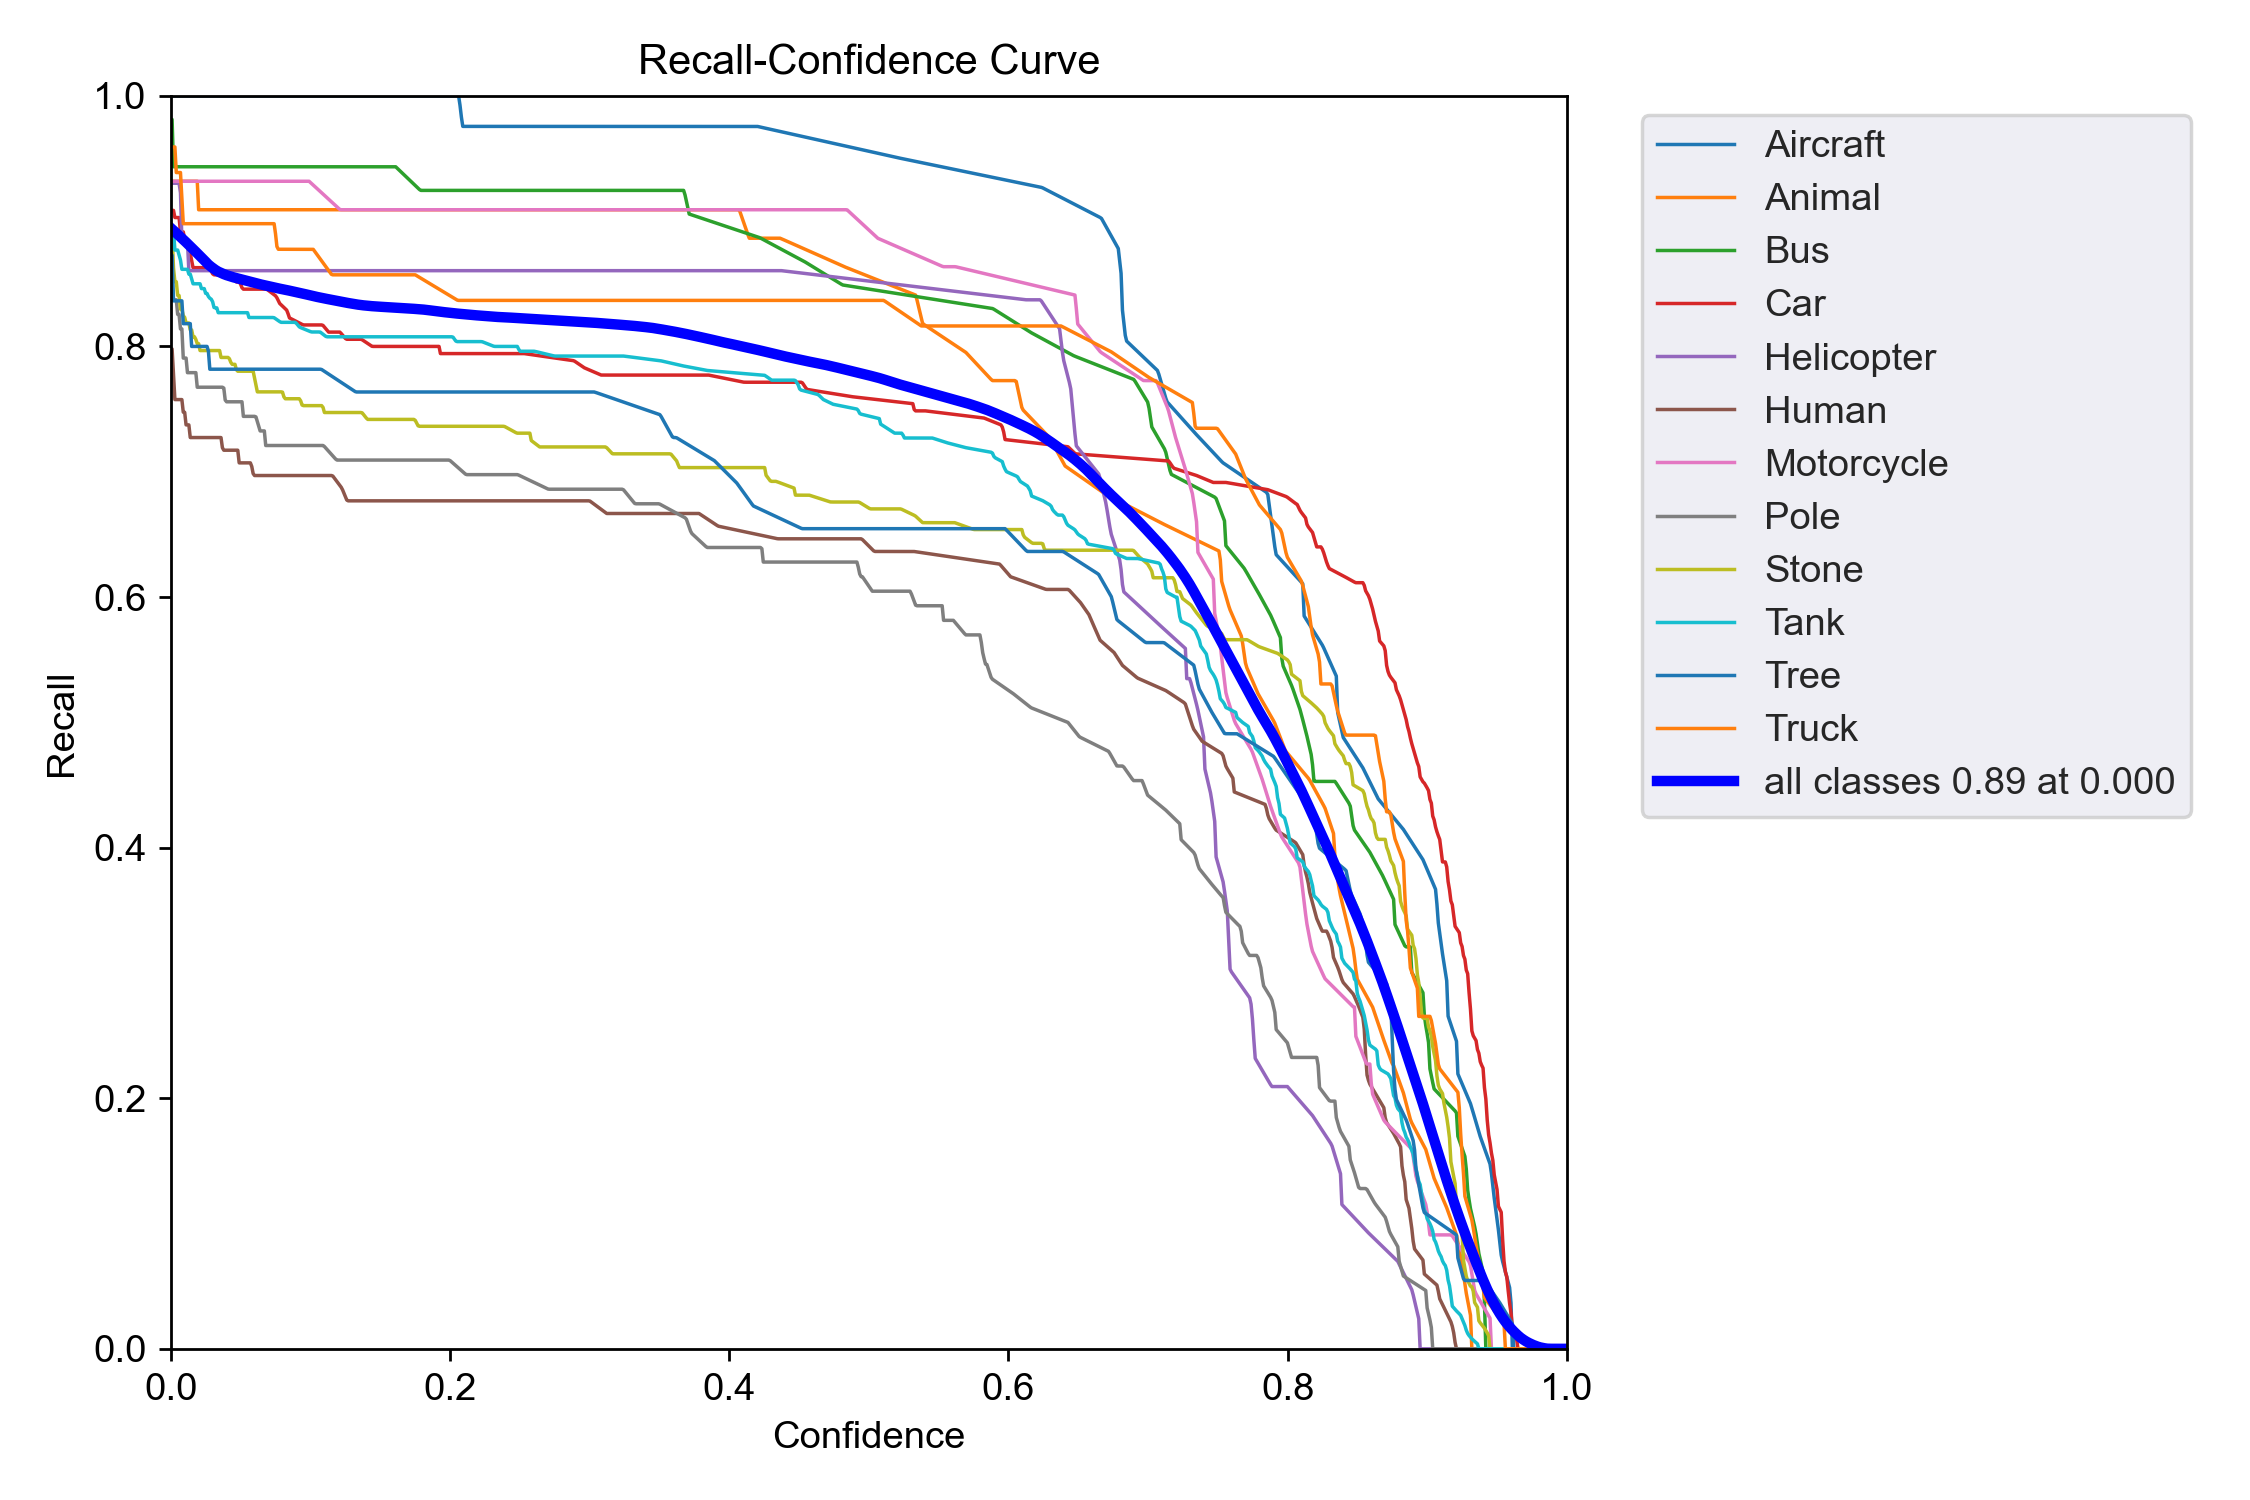 Recall-Confidence Curve
1.0
0.8
0.6
0.4
0.2
0.0
Recall
0.0 0.2 0.4 0.6 0.8 1.0
Confidence
Aircraft
Animal
Bus
Car
Helicopter
Human
Motorcycle
Pole
Stone
Tank
Tree
Truck
all classes 0.89 at 0.000